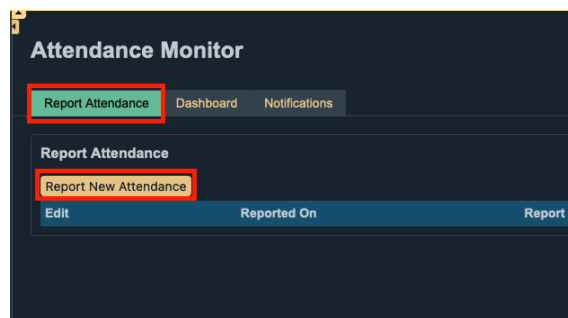 Attendance Monitor
Report Attendance Dashboard Notifications
Report Attendance
Report New Attendance
Edit Reported On Report